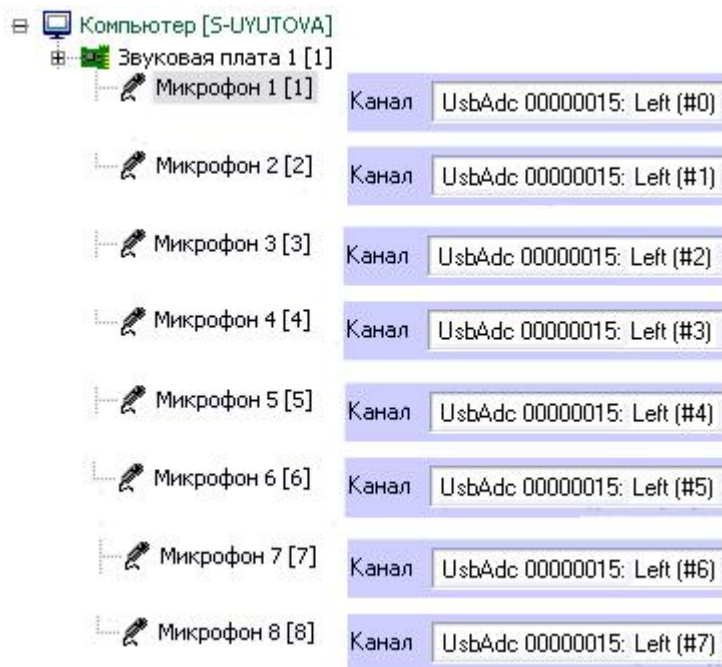 Компьютер [S-UYUTOVA]
Звуковая плата 1 [1]
Микрофон 1 [1] Канал UsbAdc 00000015: Left (#0)
Микрофон 2 [2] Канал UsbAdc 00000015: Left (#1)
Микрофон 3 [3] Канал UsbAdc 00000015: Left (#2)
Микрофон 4 [4] Канал UsbAdc 00000015: Left (#3)
Микрофон 5 [5] Канал UsbAdc 00000015: Left (#4)
Микрофон 6 [6] Канал UsbAdc 00000015: Left (#5)
Микрофон 7 [7] Канал UsbAdc 00000015: Left (#6)
Микрофон 8 [8] Канал UsbAdc 00000015: Left (#7)